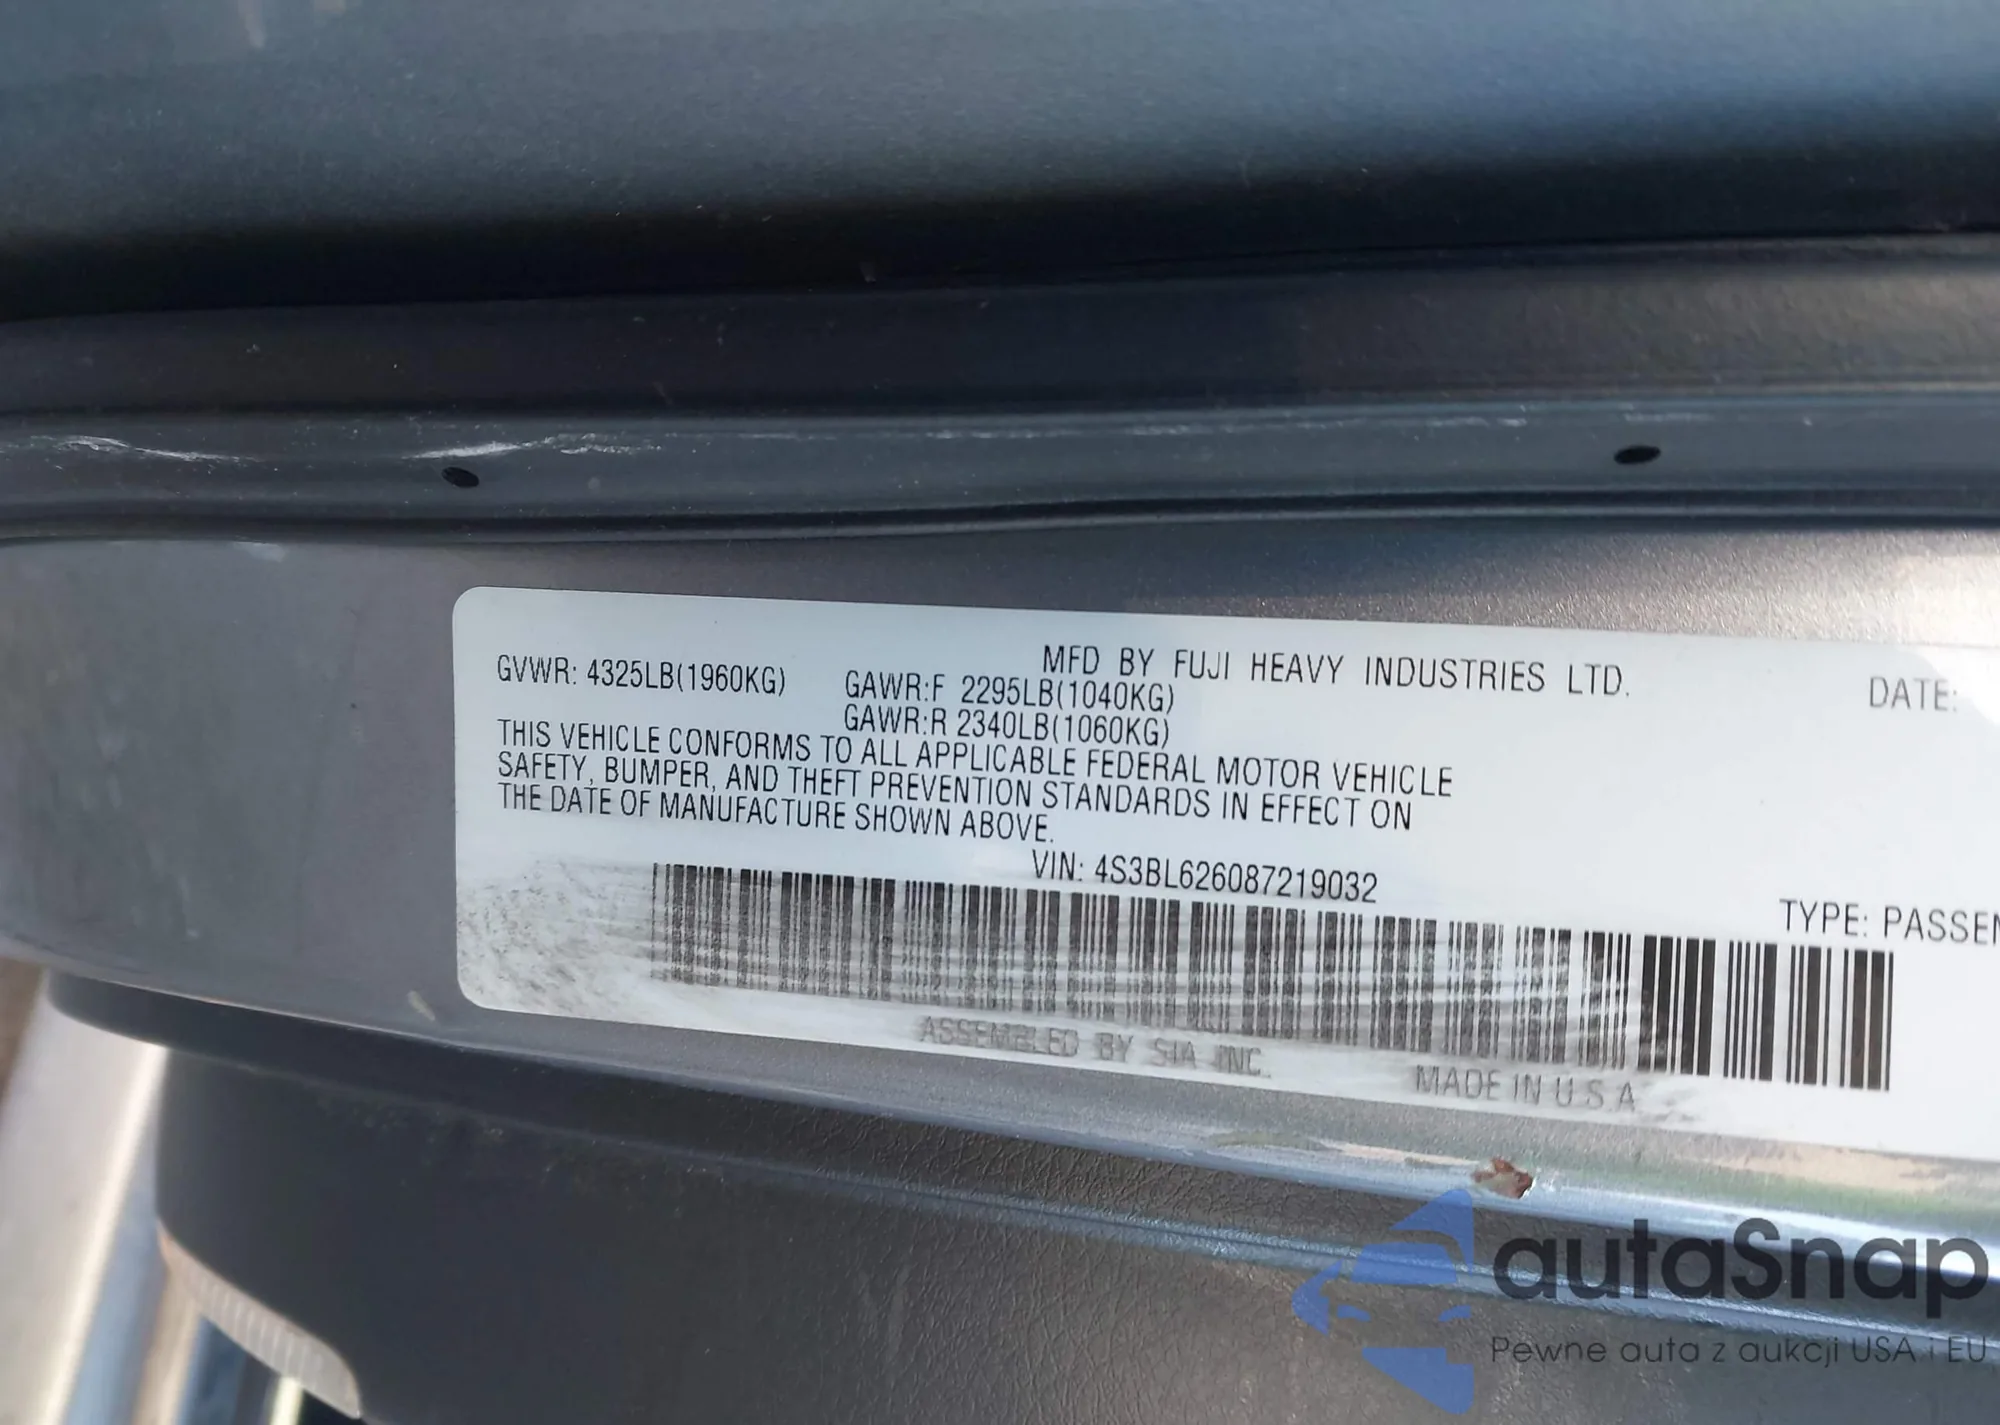 MFD BY FUJI HEAVY INDUSTRIES LTD.
DATE:
GVWR: 4325LB(1960KG) GAWR:F 2295LB(1040KG)
GAWR:R 2340LB(1060KG)
THIS VEHICLE CONFORMS TO ALL APPLICABLE FEDERAL MOTOR VEHICLE
SAFETY, BUMPER, AND THEFT PREVENTION STANDARDS IN EFFECT ON
THE DATE OF MANUFACTURE SHOWN ABOVE.
VIN: 4S3BL626087219032
TYPE: PASSEN
ASSEMBLED BY SIA INC.
MADE IN U.S.A
autaSnap
Pewne auta z aukcji USA i EU